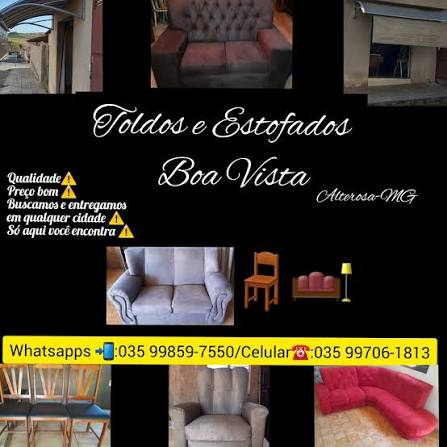 Toldos e Estofados
Boa Vista
Alterosa-MG
Qualidade⚠️
Preço bom ⚠️
Buscamos e entregamos
em qualquer cidade ⚠️
Só aqui você encontra ⚠️
Whatsapps 📲:035 99859-7550/Celular☎️:035 99706-1813